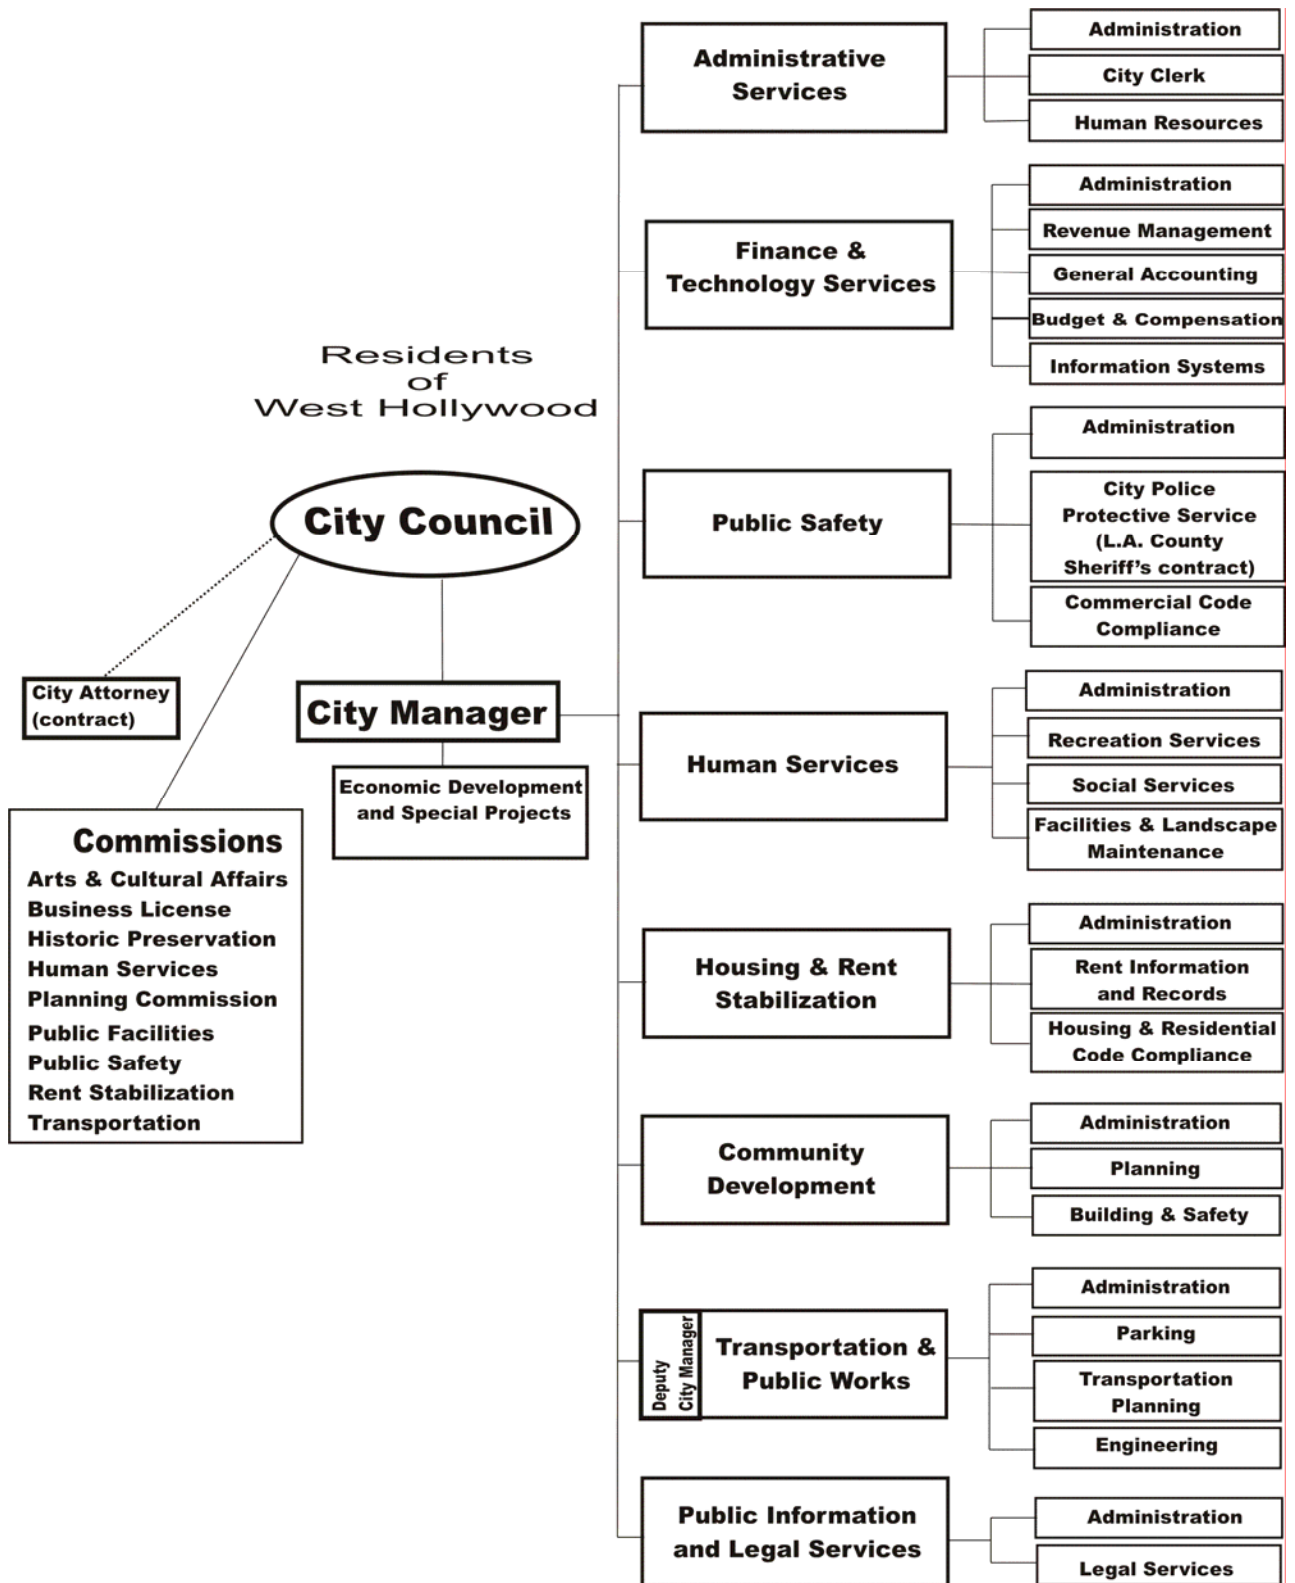 Residents
of
West Hollywood
City Council
City Attorney
(contract)
City Manager
Economic Development
and Special Projects
Commissions
Arts & Cultural Affairs
Business License
Historic Preservation
Human Services
Planning Commission
Public Facilities
Public Safety
Rent Stabilization
Transportation
Administrative
Services
Administration
City Clerk
Human Resources
Finance &
Technology Services
Administration
Revenue Management
General Accounting
Budget & Compensation
Information Systems
Public Safety
Administration
City Police
Protective Service
(L.A. County
Sheriff's contract)
Commercial Code
Compliance
Human Services
Administration
Recreation Services
Social Services
Facilities & Landscape
Maintenance
Housing & Rent
Stabilization
Administration
Rent Information
and Records
Housing & Residential
Code Compliance
Community
Development
Administration
Planning
Building & Safety
Deputy
City Manager
Transportation &
Public Works
Administration
Parking
Transportation
Planning
Engineering
Public Information
and Legal Services
Administration
Legal Services